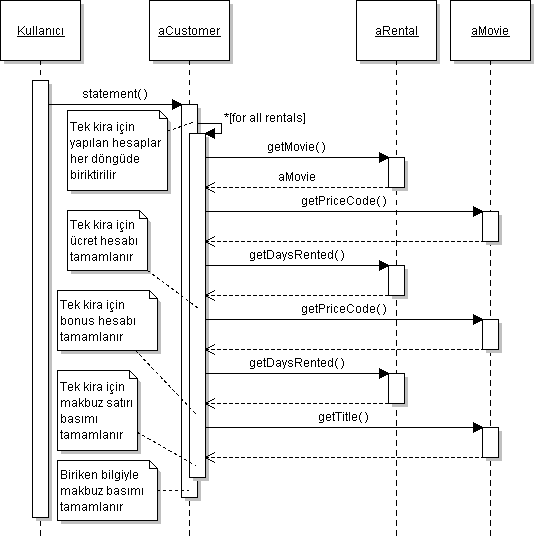 Kullanıcı
aCustomer
aRental
aMovie
statement()
*[for all rentals]
Tek kira için
yapılan hesaplar
her döngüde
biriktirilir
getMovie()
aMovie
getPriceCode()
Tek kira için
ücret hesabı
tamamlanır
getDaysRented()
Tek kira için
bonus hesabı
tamamlanır
getPriceCode()
getDaysRented()
Tek kira için
makbuz satırı
basımı
tamamlanır
getTitle()
Biriken bilgiyle
makbuz basımı
tamamlanır